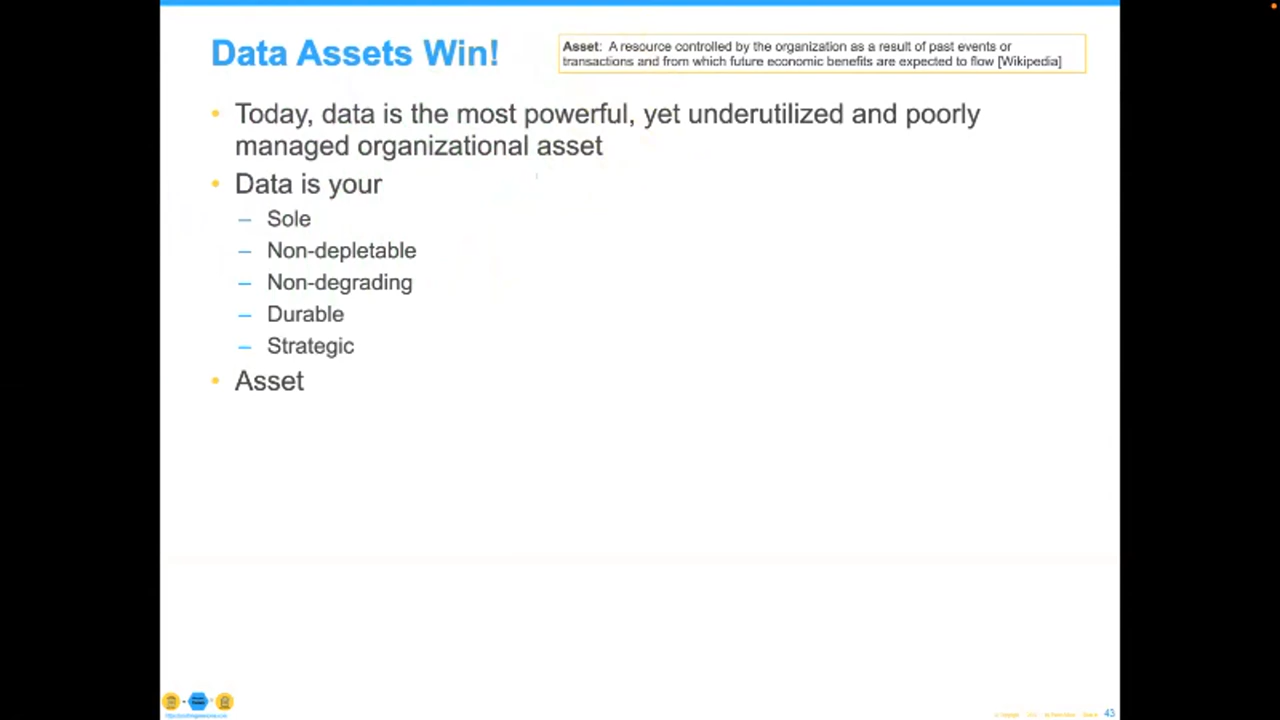 Data Assets Win!
Asset:  A resource controlled by the organization as a result of past events or
transactions and from which future economic benefits are expected to flow [Wikipedia]
• Today, data is the most powerful, yet underutilized and poorly
managed organizational asset
• Data is your
– Sole
– Non-depletable
– Non-degrading
– Durable
– Strategic
• Asset
43